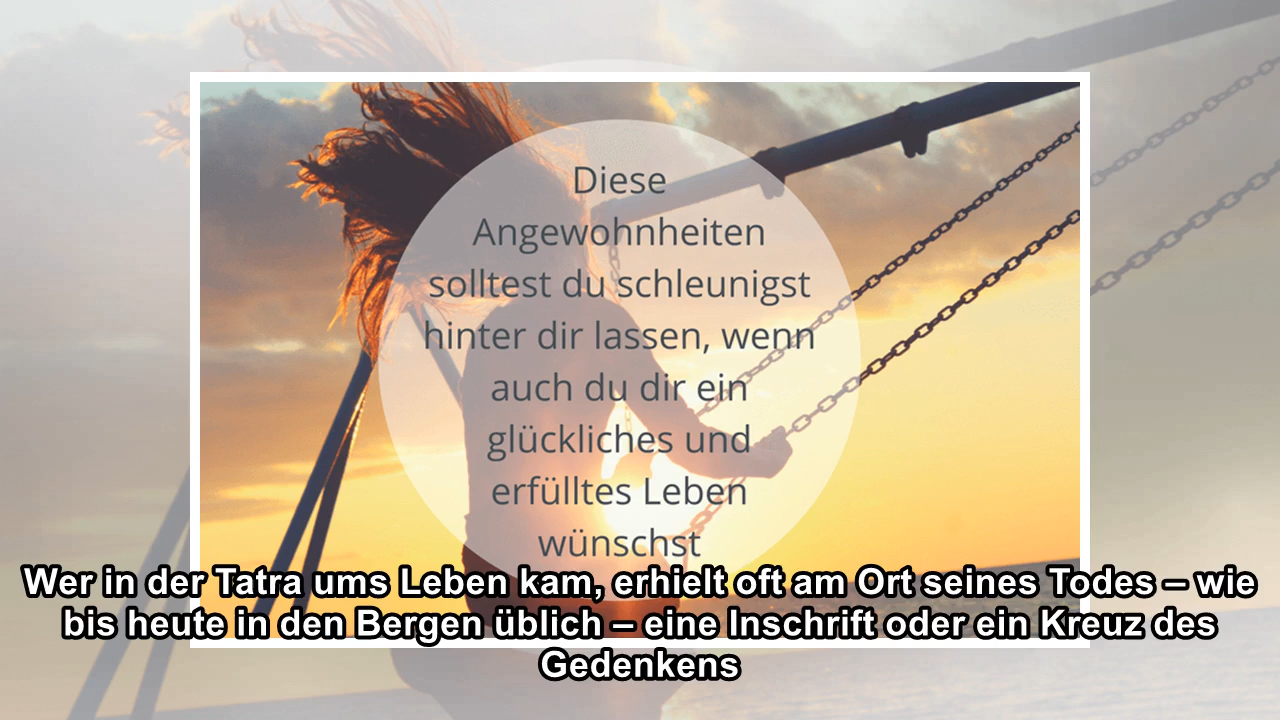 Diese
Angewohnheiten
solltest du schleunigst
hinter dir lassen, wenn
auch du dir ein
glückliches und
erfülltes Leben
wünschst
Wer in der Tatra ums Leben kam, erhielt oft am Ort seines Todes – wie
bis heute in den Bergen üblich – eine Inschrift oder ein Kreuz des
Gedenkens